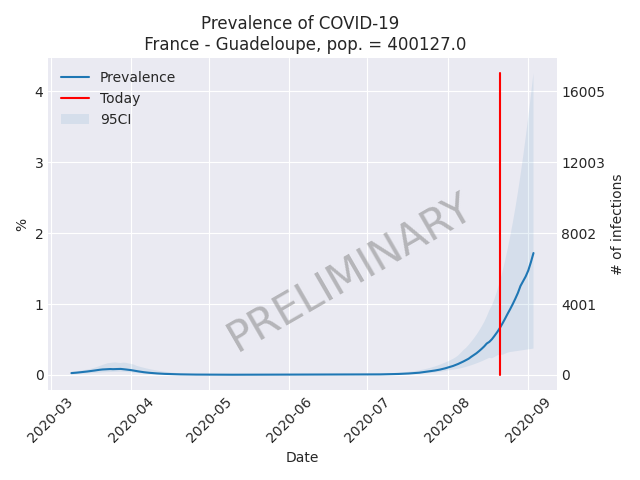 Prevalence of COVID-19
France - Guadeloupe, pop. = 400127.0
Prevalence
Today
95CI
PRELIMINARY
%
4
3
2
1
0
16005
12003
8002
4001
0
# of infections
2020-03
2020-04
2020-05
2020-06
2020-07
2020-08
2020-09
Date